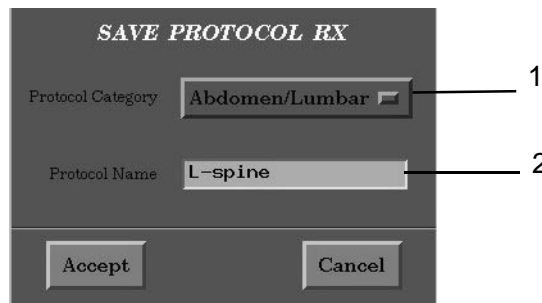 SAVE PROTOCOL RX
Protocol Category Abdomen/Lumbar 1
Protocol Name L-spine 2
Accept Cancel